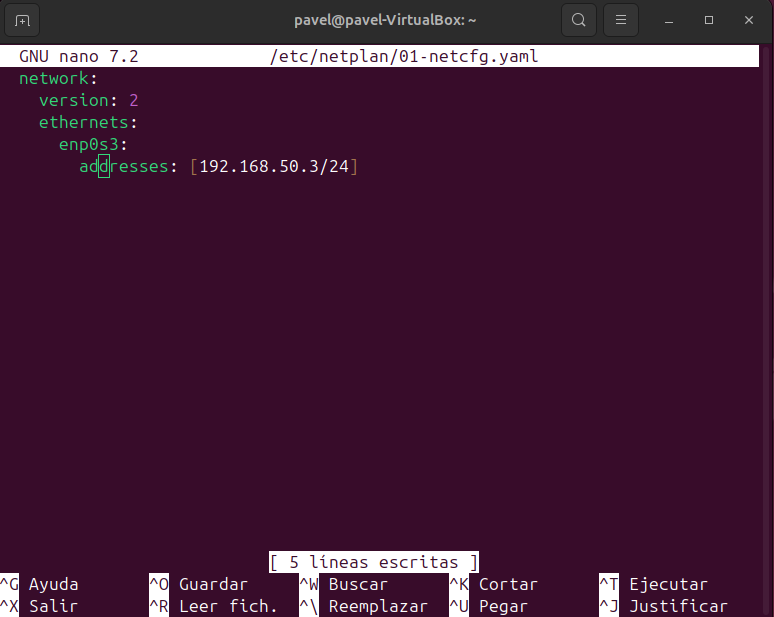 pavel@pavel-VirtualBox: ~
GNU nano 7.2 /etc/netplan/01-netcfg.yaml
network:
  version: 2
  ethernets:
    enp0s3:
      addresses: [192.168.50.3/24]
[ 5 líneas escritas ]
^G Ayuda ^O Guardar ^W Buscar ^K Cortar ^T Ejecutar
^X Salir ^R Leer fich. ^\ Reemplazar ^U Pegar ^J Justificar